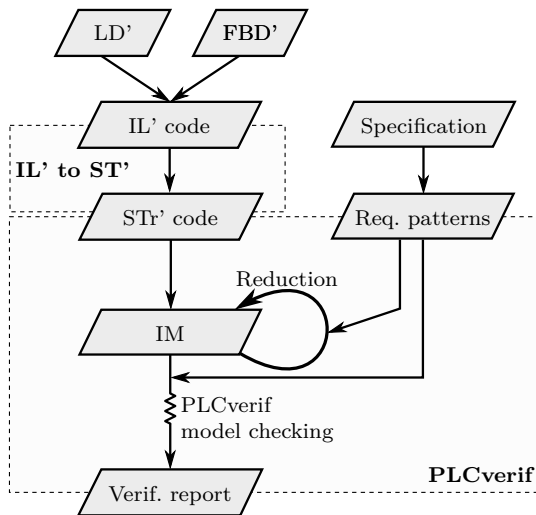 LD' FBD'
IL' code Specification
IL' to ST'
STr' code Req. patterns
Reduction
IM
PLCverif
model checking
PLCverif
Verif. report